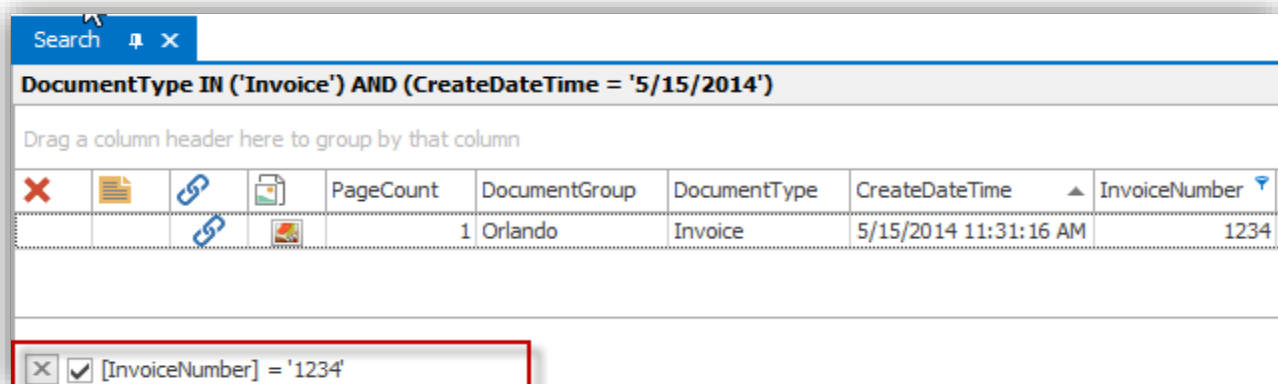 Search
DocumentType IN ('Invoice') AND (CreateDateTime = '5/15/2014')
Drag a column header here to group by that column
PageCount DocumentGroup DocumentType CreateDateTime InvoiceNumber
1 Orlando Invoice 5/15/2014 11:31:16 AM 1234
[InvoiceNumber] = '1234'